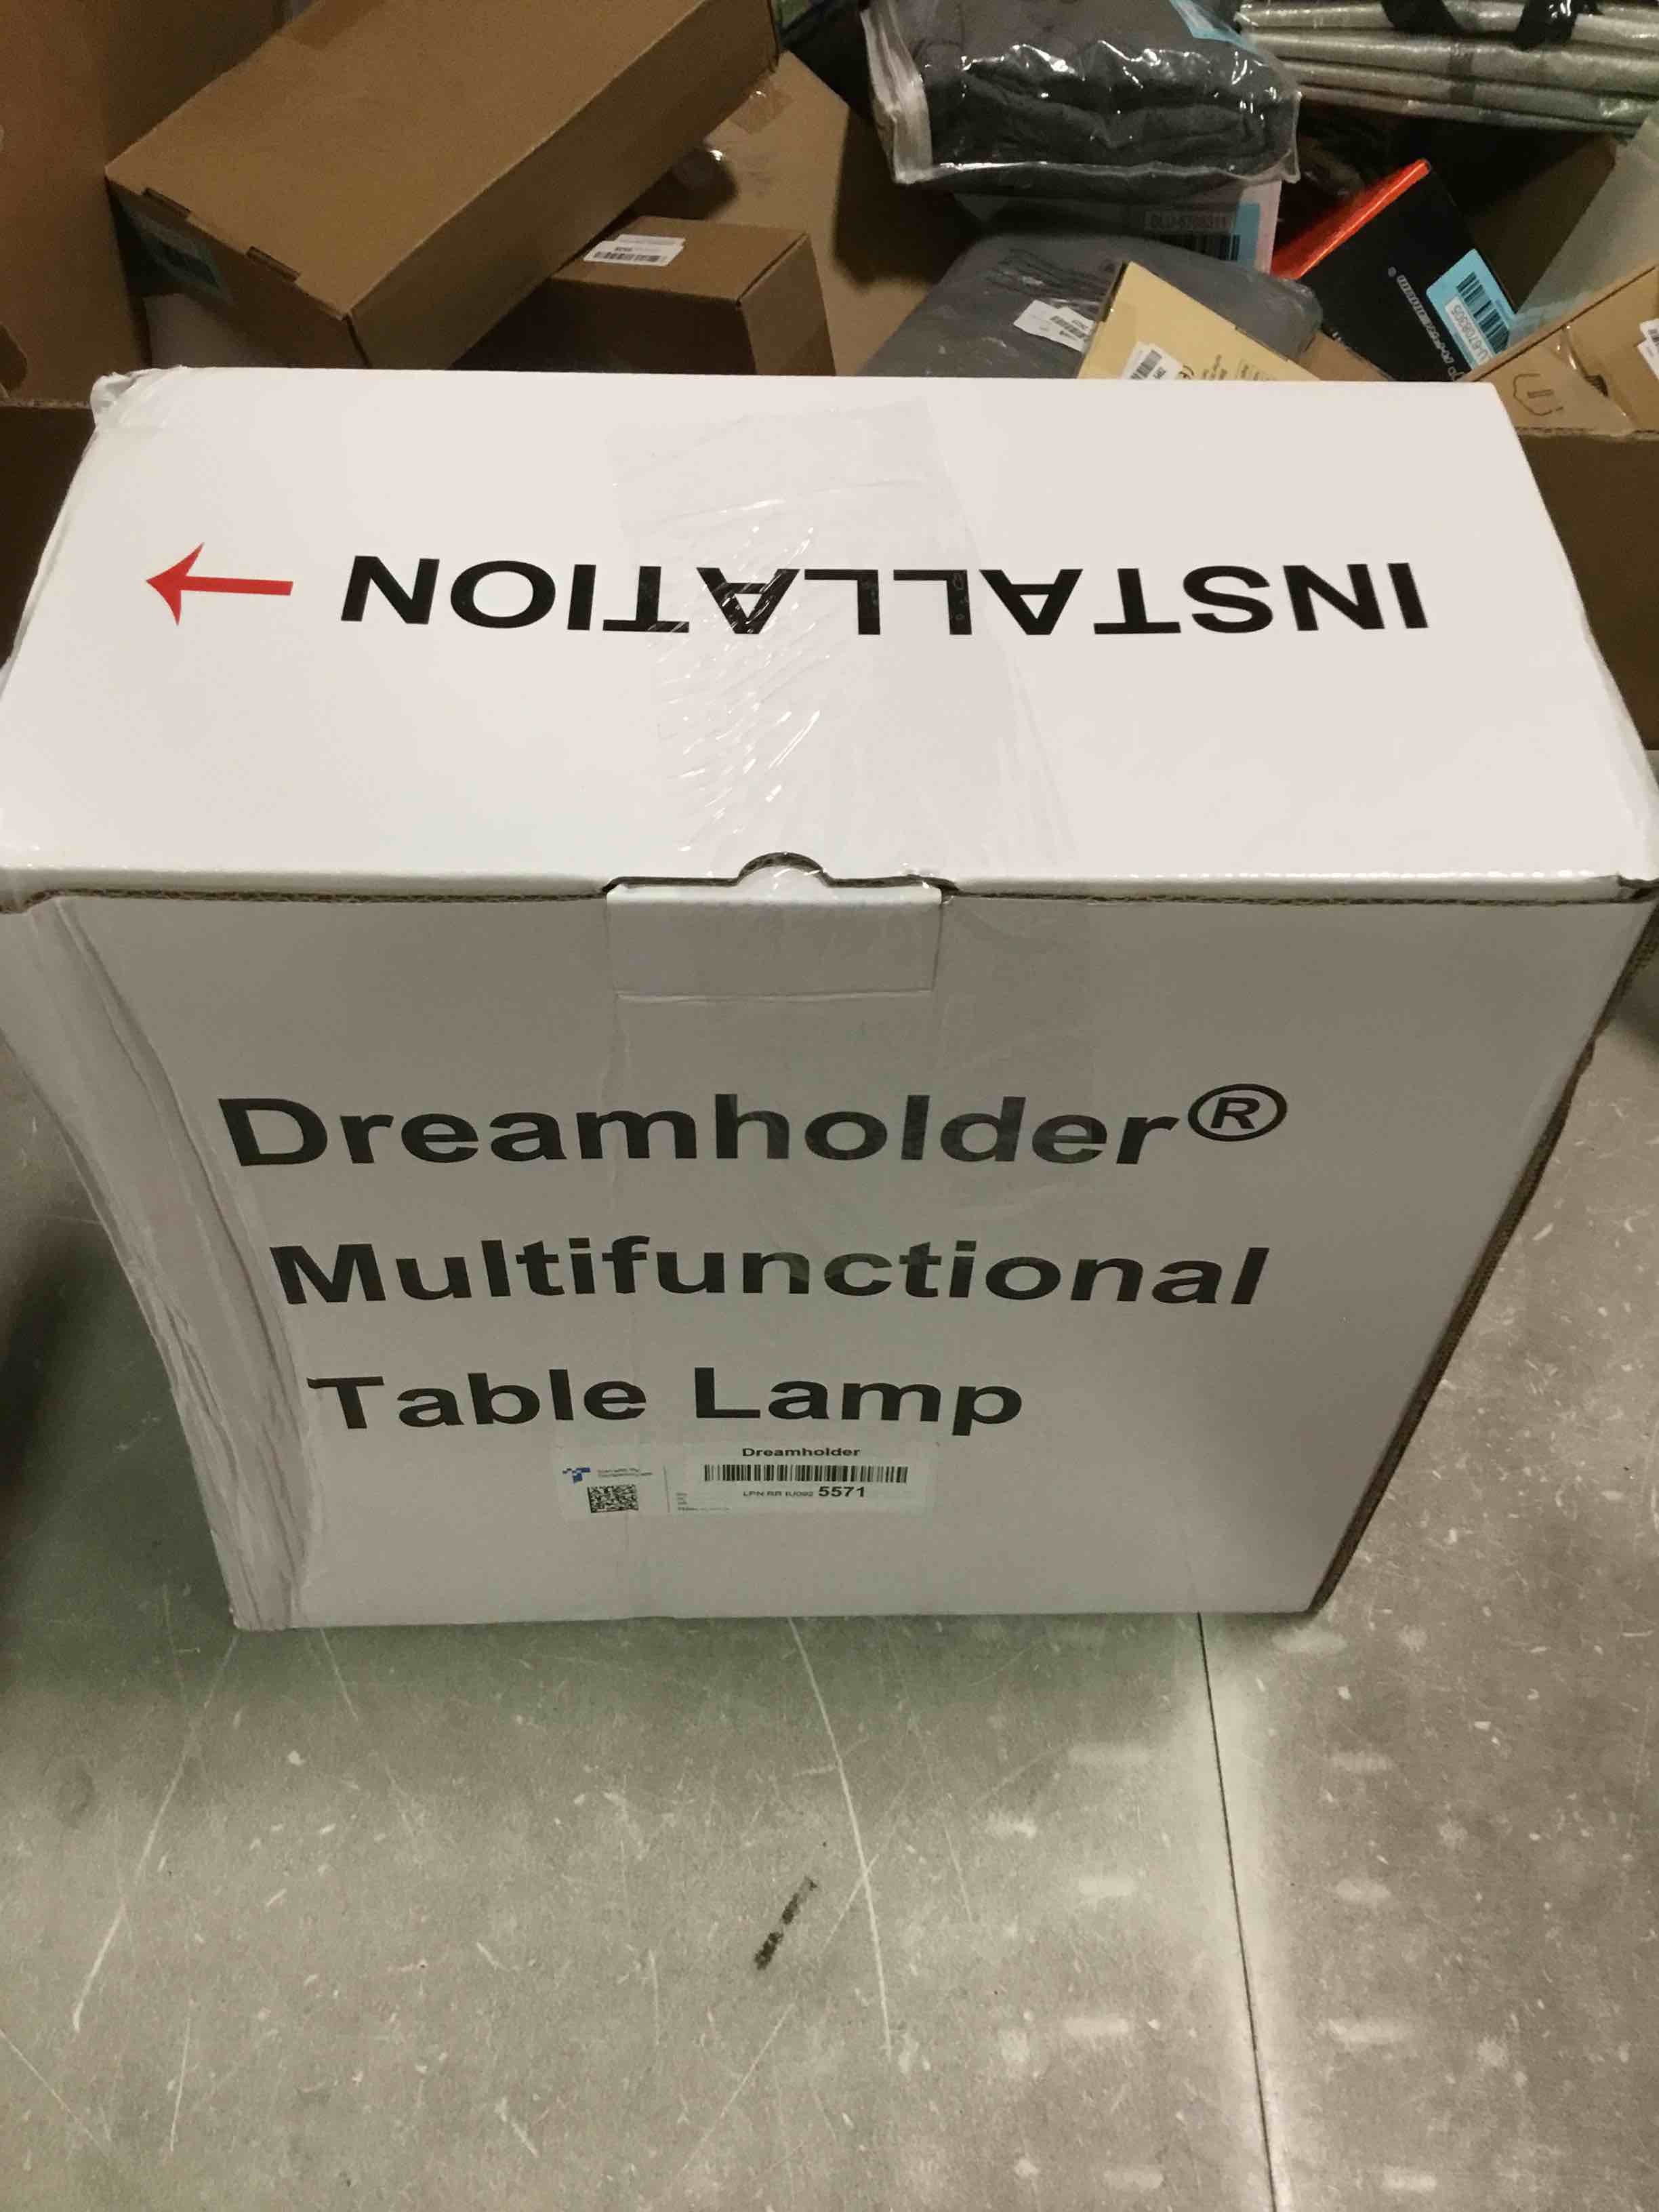 INSTALLATION
Dreamholder®
Multifunctional
Table Lamp
Dreamholder
5571